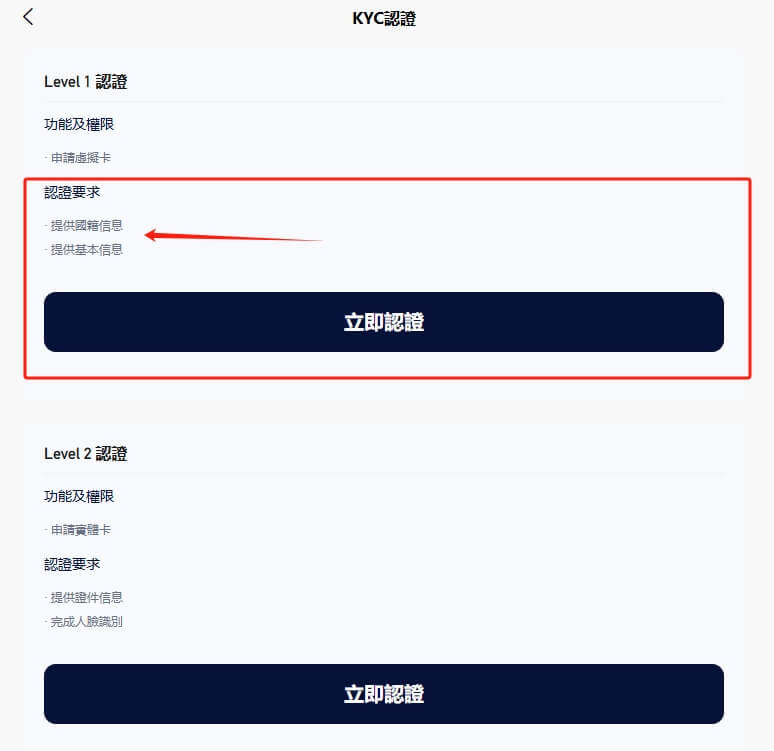 KYC認證
Level 1 認證
功能及權限
· 申請虛擬卡
認證要求
· 提供國籍信息
· 提供基本信息
立即認證
Level 2 認證
功能及權限
· 申請實體卡
認證要求
· 提供證件信息
· 完成人臉識別
立即認證